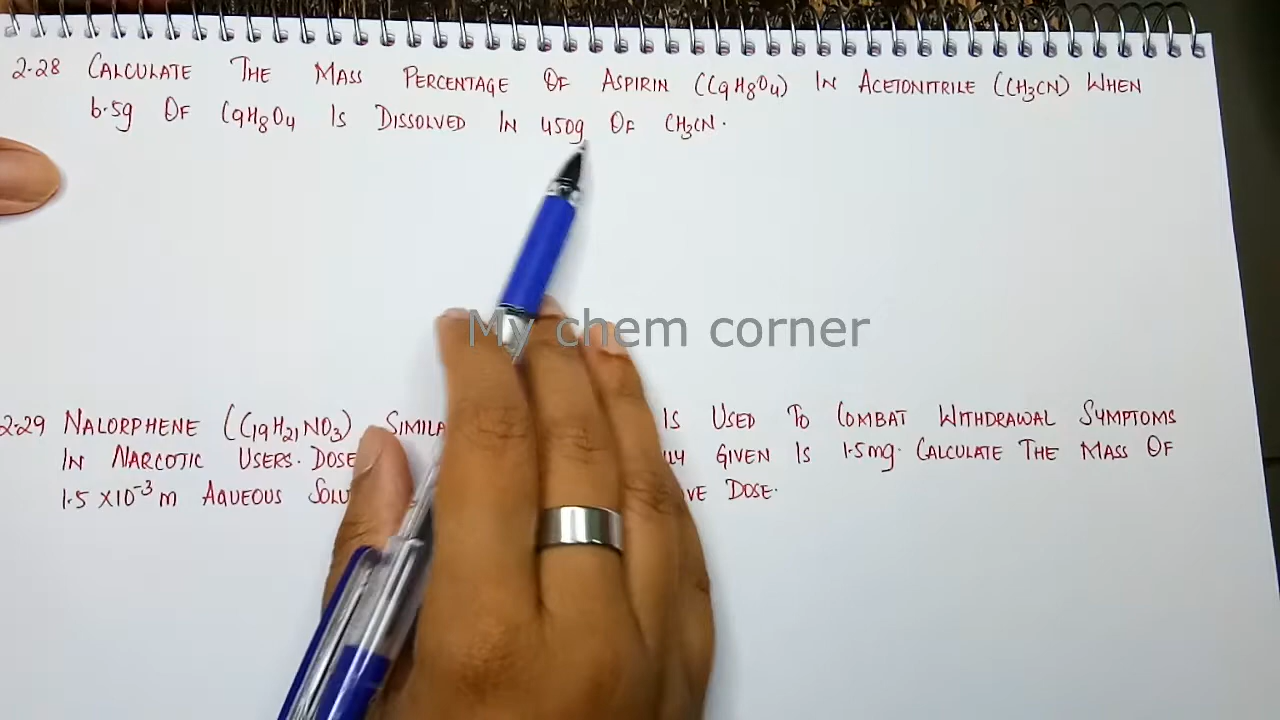 2.28 CALCULATE THE MASS PERCENTAGE OF ASPIRIN (C9H8O4) IN ACETONITRILE (CH3CN) WHEN
6.5g OF C9H8O4 IS DISSOLVED IN 450g OF CH3CN.
My chem corner
2.29 NALORPHENE (C19H21NO3) IS USED TO COMBAT WITHDRAWAL SYMPTOMS
IN NARCOTIC USERS. DOSE GIVEN IS 1.5mg. CALCULATE THE MASS OF
1.5 X10-3 m AQUEOUS DOSE.